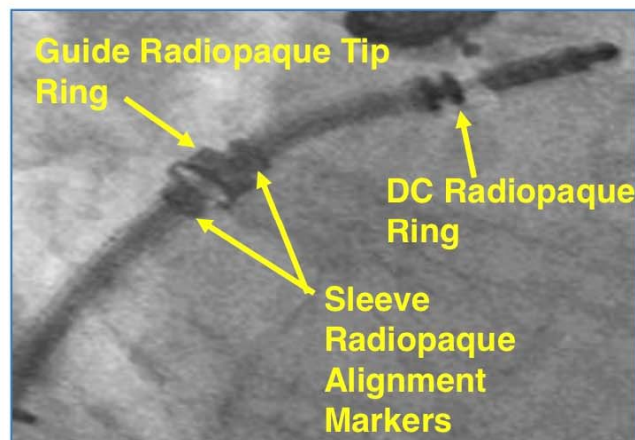 Guide Radiopaque Tip
Ring
DC Radiopaque
Ring
Sleeve
Radiopaque
Alignment
Markers